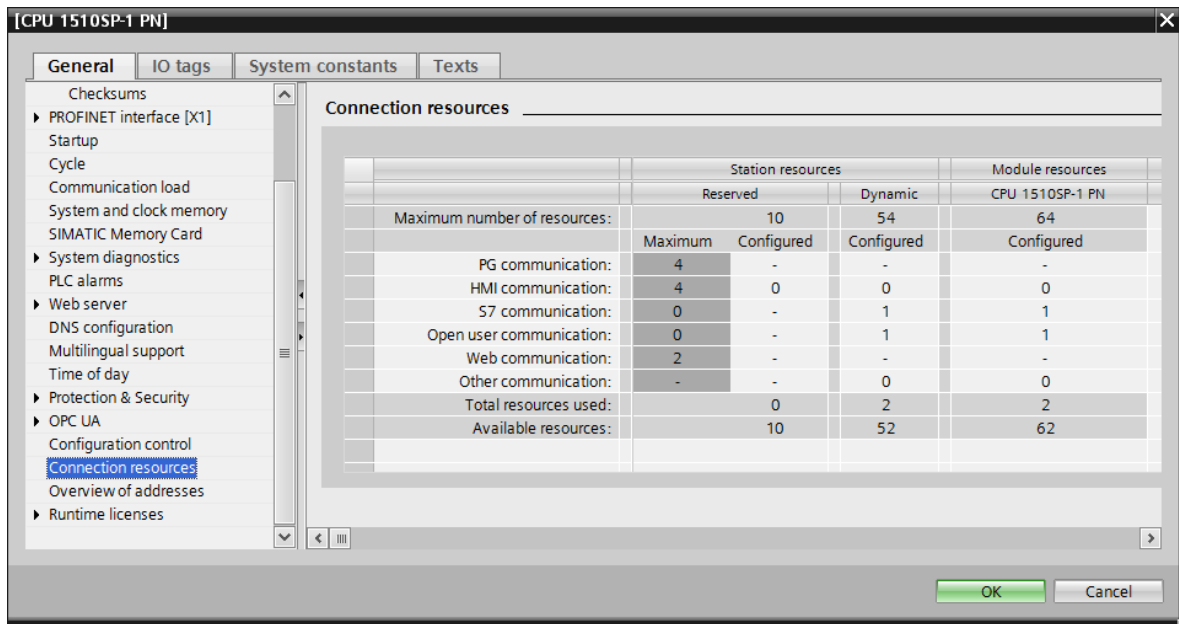 [CPU 1510SP-1 PN]
General IO tags System constants Texts
Checksums
PROFINET interface [X1]
Startup
Cycle
Communication load
System and clock memory
SIMATIC Memory Card
System diagnostics
PLC alarms
Web server
DNS configuration
Multilingual support
Time of day
Protection & Security
OPC UA
Configuration control
Connection resources
Overview of addresses
Runtime licenses
Connection resources
Station resources Module resources
Reserved Dynamic CPU 1510SP-1 PN
Maximum number of resources: 10 54 64
Maximum Configured Configured Configured
PG communication: 4 - - -
HMI communication: 4 0 0 0
S7 communication: 0 - 1 1
Open user communication: 0 - 1 1
Web communication: 2 - - -
Other communication: - - 0 0
Total resources used: 0 2 2
Available resources: 10 52 62
OK Cancel